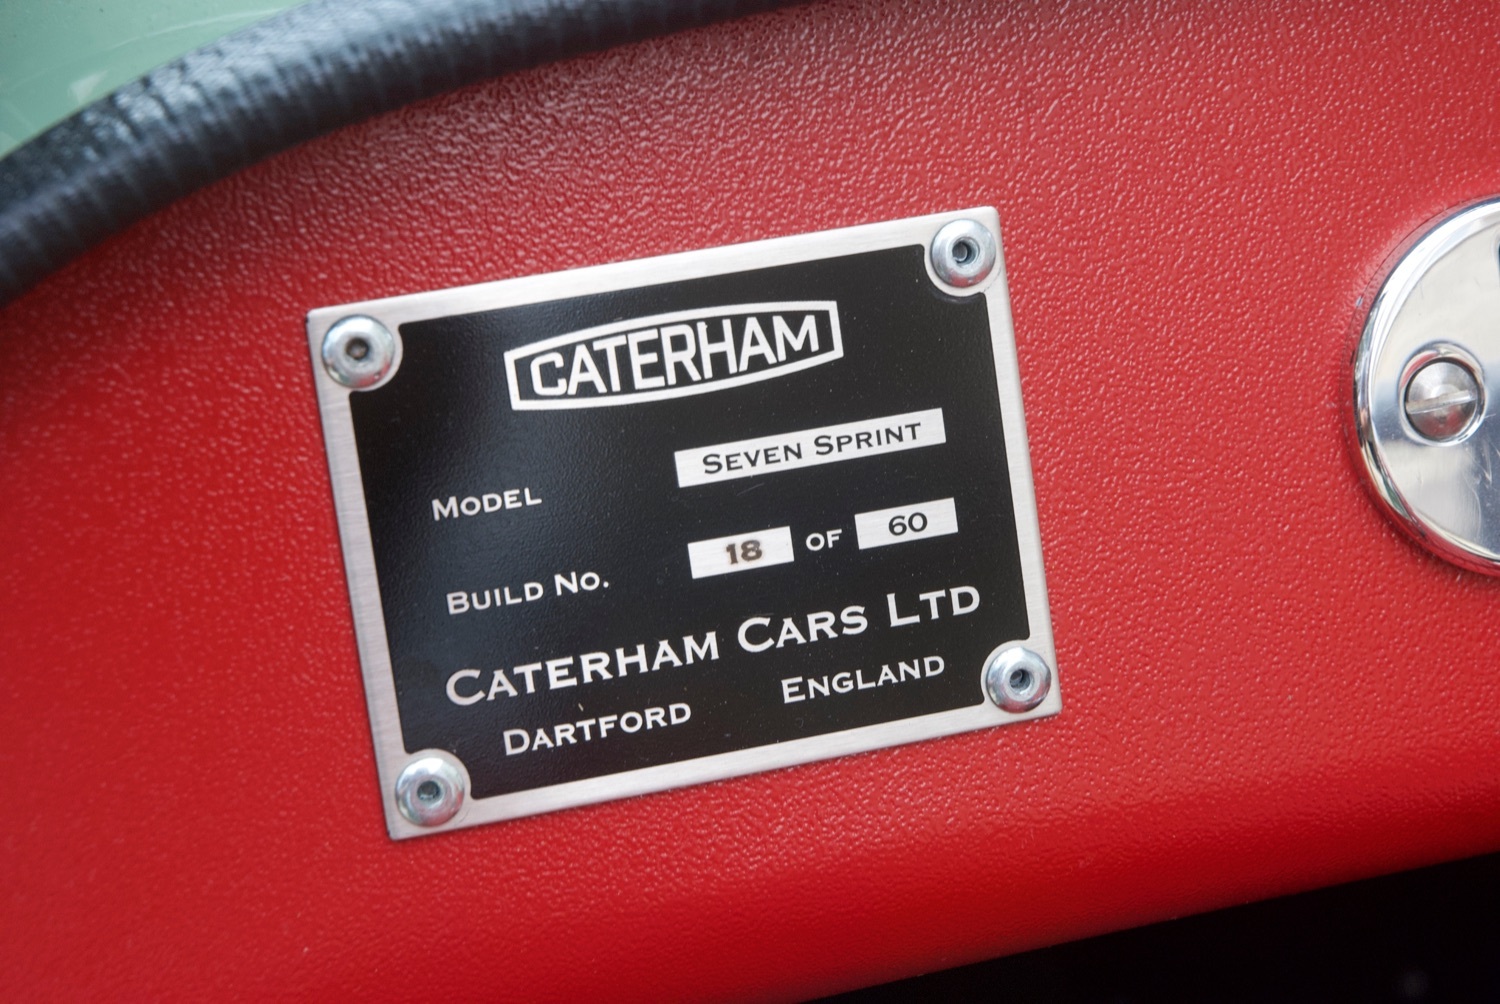 CATERHAM
MODEL SEVEN SPRINT
BUILD NO. 18 OF 60
CATERHAM CARS LTD
DARTFORD ENGLAND